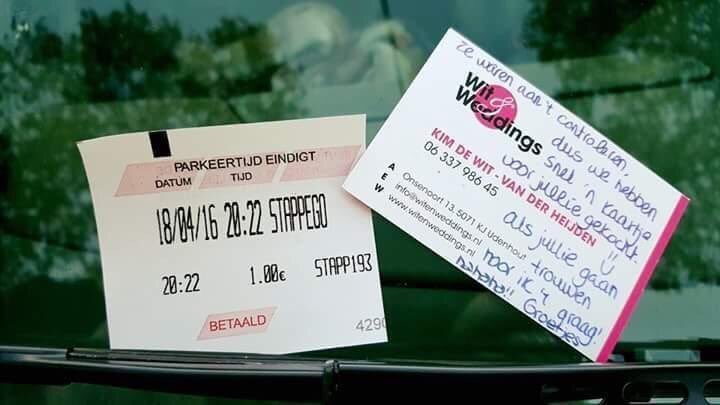 PARKEERTIJD EINDIGT
DATUM TIJD
18/04/16 20:22 STAPPEGO
20:22 1.00€ STAPP193
BETAALD
4290
Wit & Weddings
KIM DE WIT - VAN DER HEIJDEN
06 337 986 45
A Onsenoort 13, 5071 KJ Udenhout
E info@witenweddings.nl
W www.witenweddings.nl
Ze waren aan 't controleren,
dus we hebben
snel 'n kaartje
voor jullie gekocht
als jullie gaan
trouwen
hoor ik 't graag!
hahaha!! Groetjes